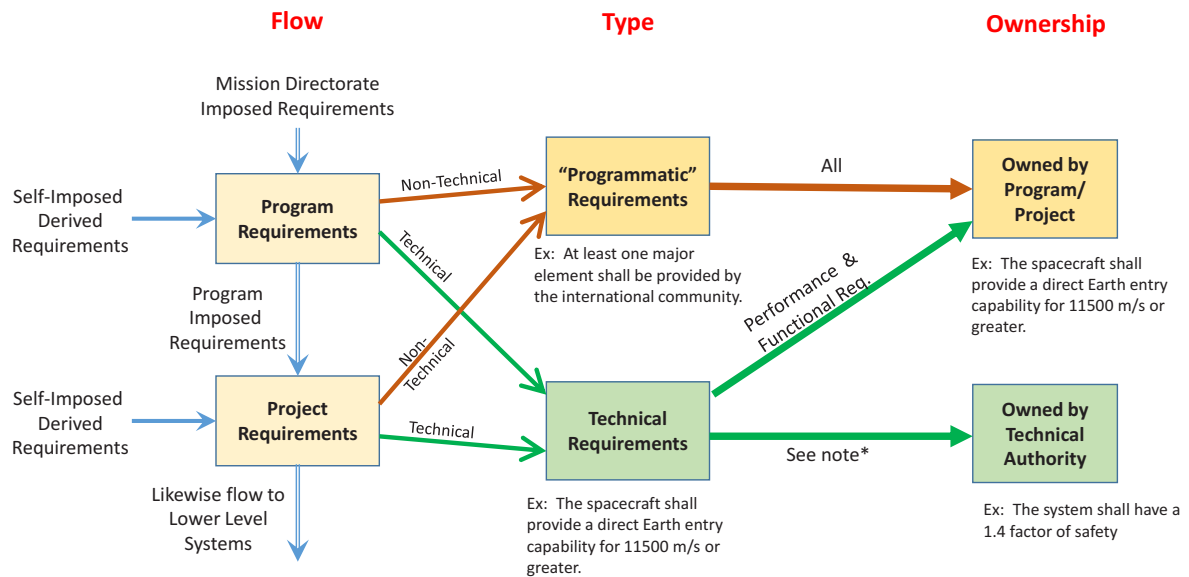 Flow
Type
Ownership
Mission Directorate
Imposed Requirements
Self-Imposed
Derived
Requirements
Program
Requirements
Non-Technical
Technical
"Programmatic"
Requirements
Ex: At least one major
element shall be provided by
the international community.
All
Owned by
Program/
Project
Ex: The spacecraft shall
provide a direct Earth entry
capability for 11500 m/s or
greater.
Program
Imposed
Requirements
Non-
Technical
Performance &
Functional Req.
Self-Imposed
Derived
Requirements
Project
Requirements
Technical
Technical
Requirements
See note*
Owned by
Technical
Authority
Likewise flow to
Lower Level
Systems
Ex: The spacecraft shall
provide a direct Earth entry
capability for 11500 m/s or
greater.
Ex: The system shall have a
1.4 factor of safety